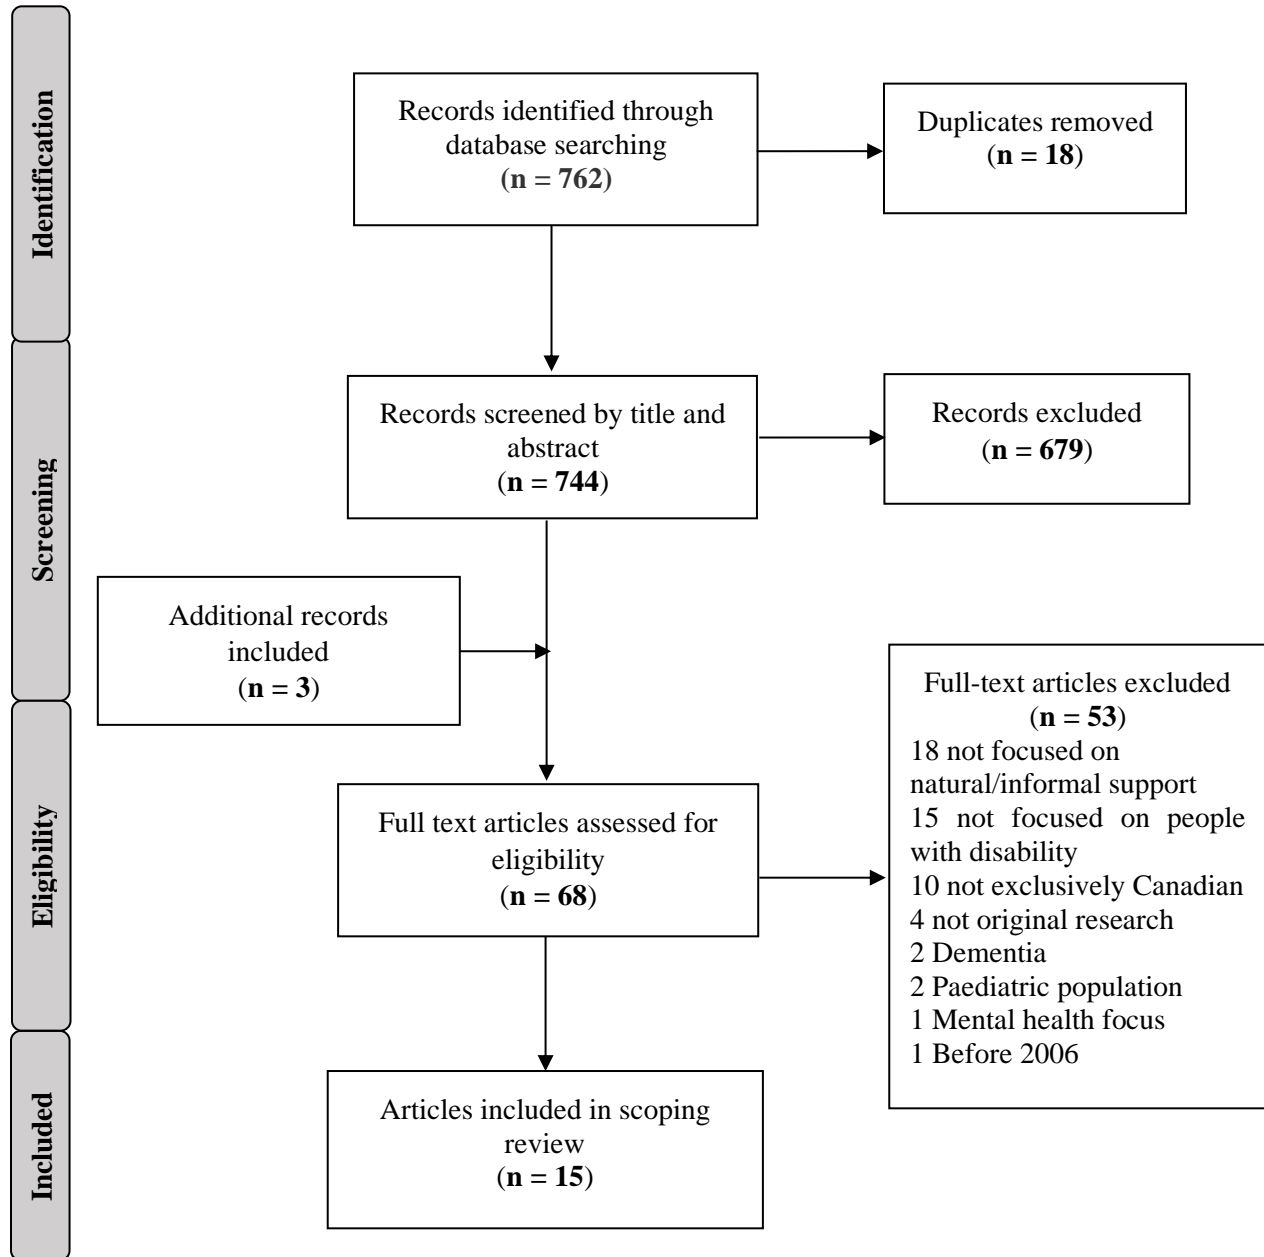 Identification
Records identified through
database searching
(n = 762)
Duplicates removed
(n = 18)
Screening
Records screened by title and
abstract
(n = 744)
Records excluded
(n = 679)
Additional records
included
(n = 3)
Eligibility
Full text articles assessed for
eligibility
(n = 68)
Full-text articles excluded
(n = 53)
18 not focused on
natural/informal support
15 not focused on people
with disability
10 not exclusively Canadian
4 not original research
2 Dementia
2 Paediatric population
1 Mental health focus
1 Before 2006
Included
Articles included in scoping
review
(n = 15)